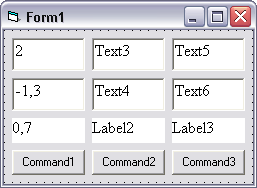 Form1
2 Text3 Text5
-1,3 Text4 Text6
0,7 Label2 Label3
Command1 Command2 Command3